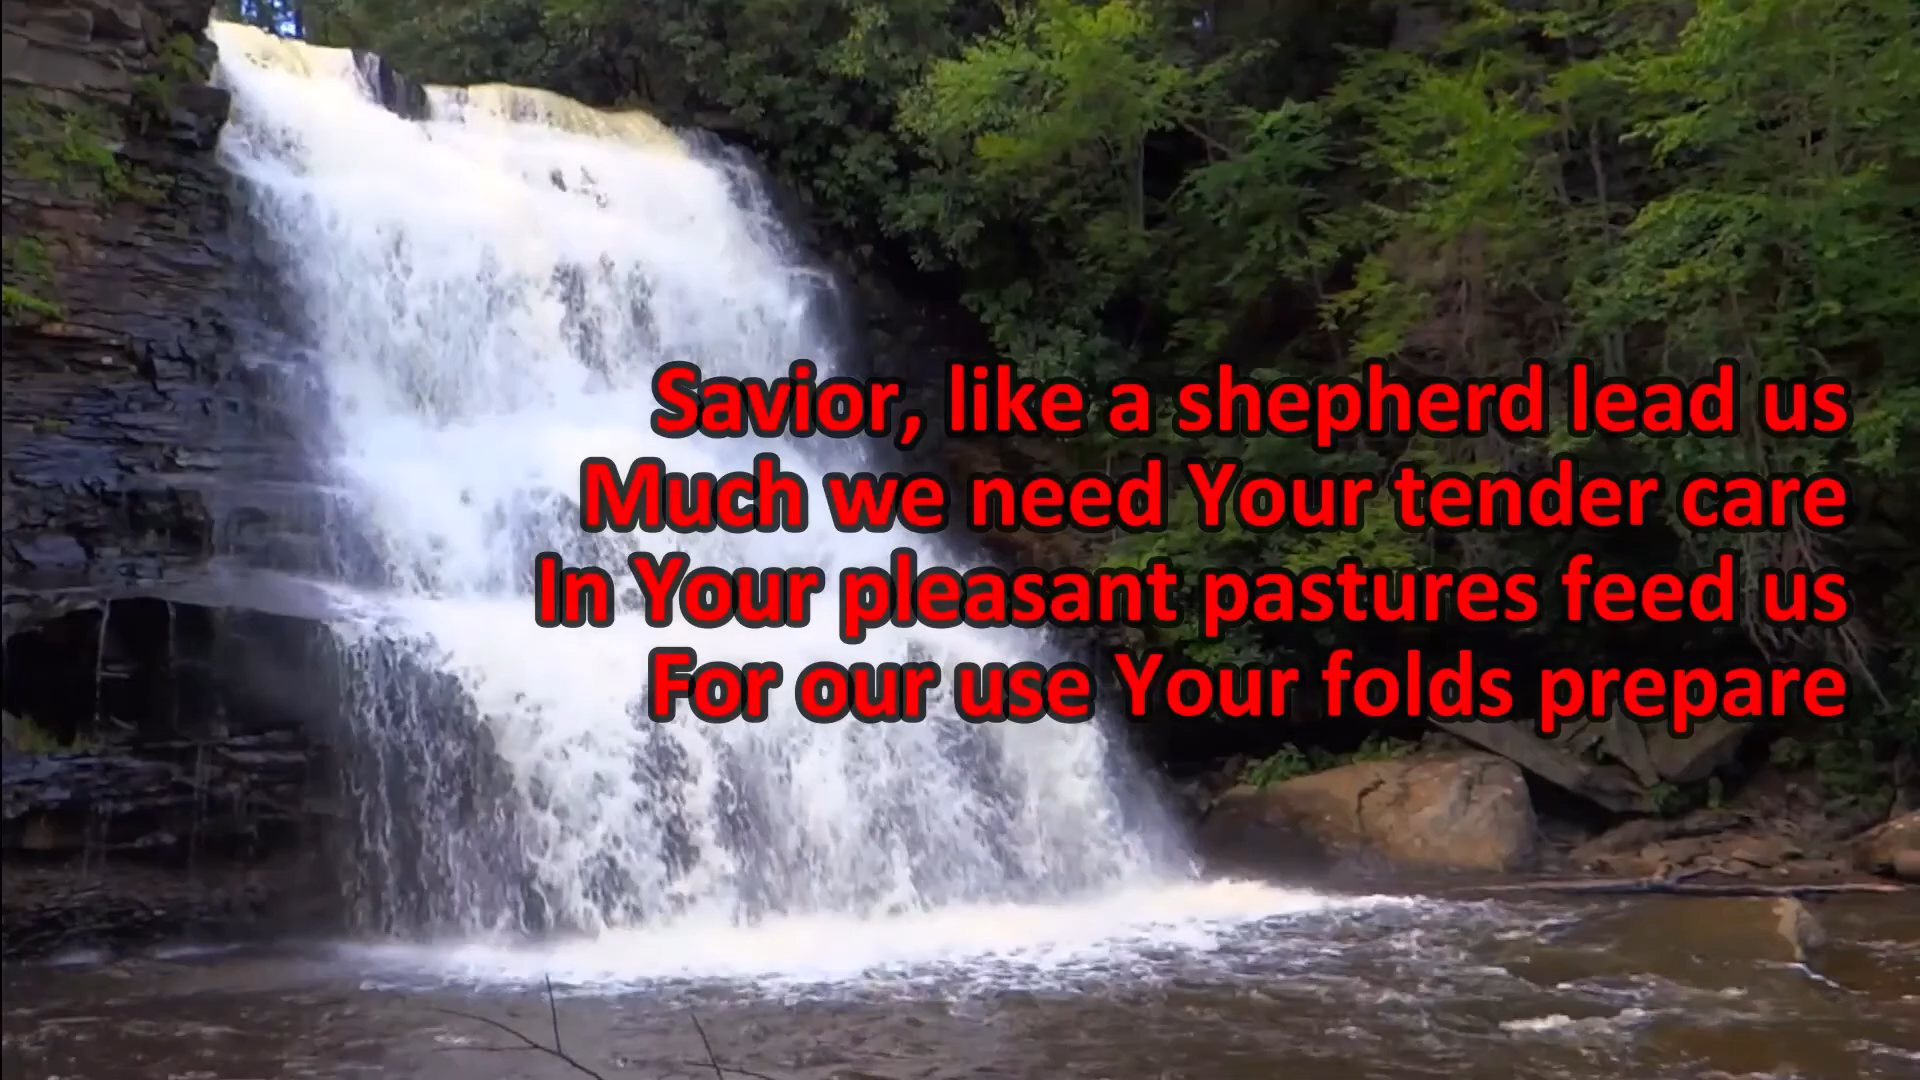 Savior, like a shepherd lead us
Much we need Your tender care
In Your pleasant pastures feed us
For our use Your folds prepare